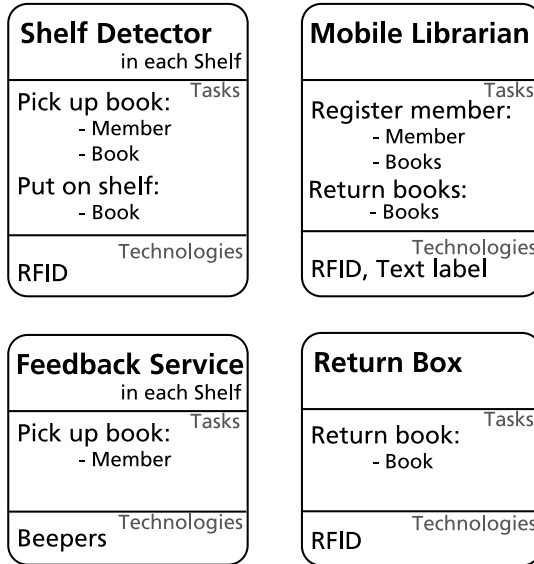 Shelf Detector
in each Shelf
Tasks
Pick up book:
- Member
- Book
Put on shelf:
- Book
Technologies
RFID
Mobile Librarian
Tasks
Register member:
- Member
- Books
Return books:
- Books
Technologies
RFID, Text label
Feedback Service
in each Shelf
Tasks
Pick up book:
- Member
Technologies
Beepers
Return Box
Tasks
Return book:
- Book
Technologies
RFID